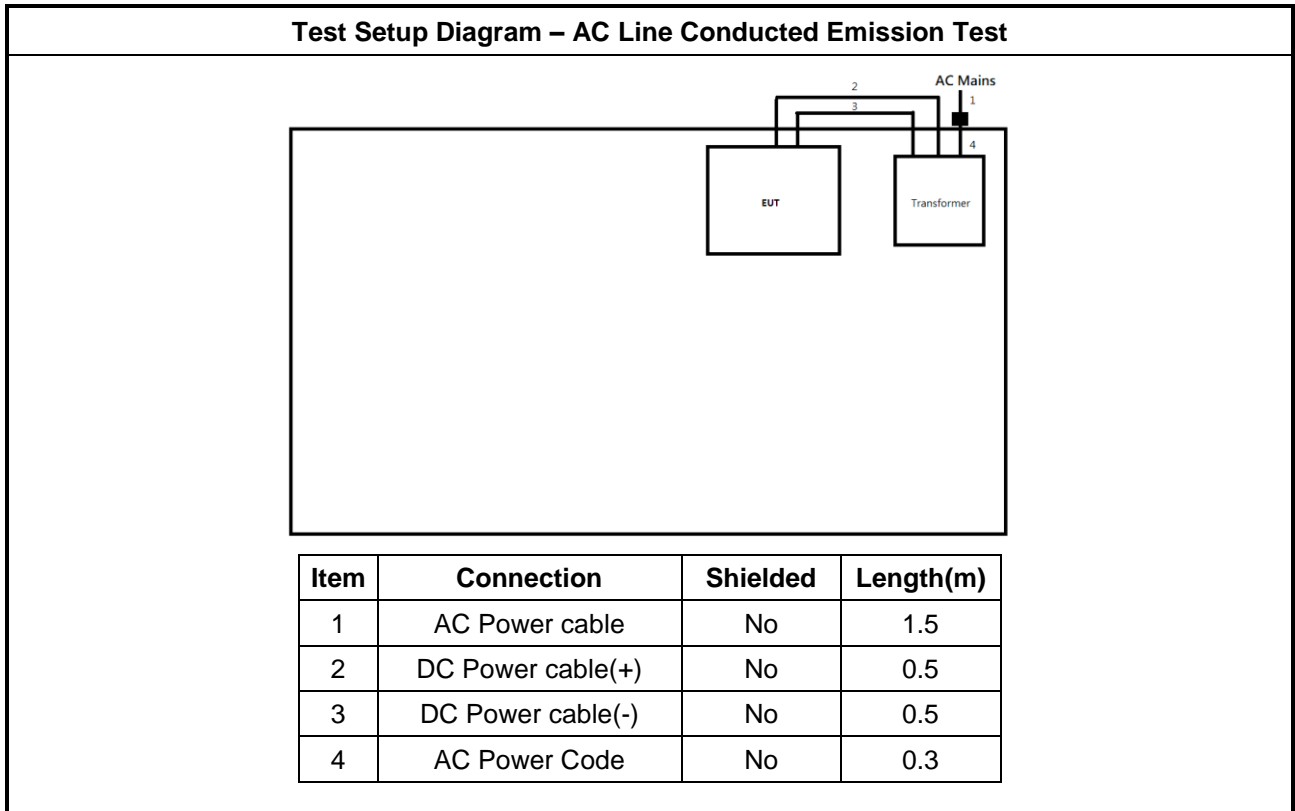 Test Setup Diagram – AC Line Conducted Emission Test
AC Mains
2
1
3
4
EUT
Transformer
Item Connection Shielded Length(m)
1 AC Power cable No 1.5
2 DC Power cable(+) No 0.5
3 DC Power cable(-) No 0.5
4 AC Power Code No 0.3